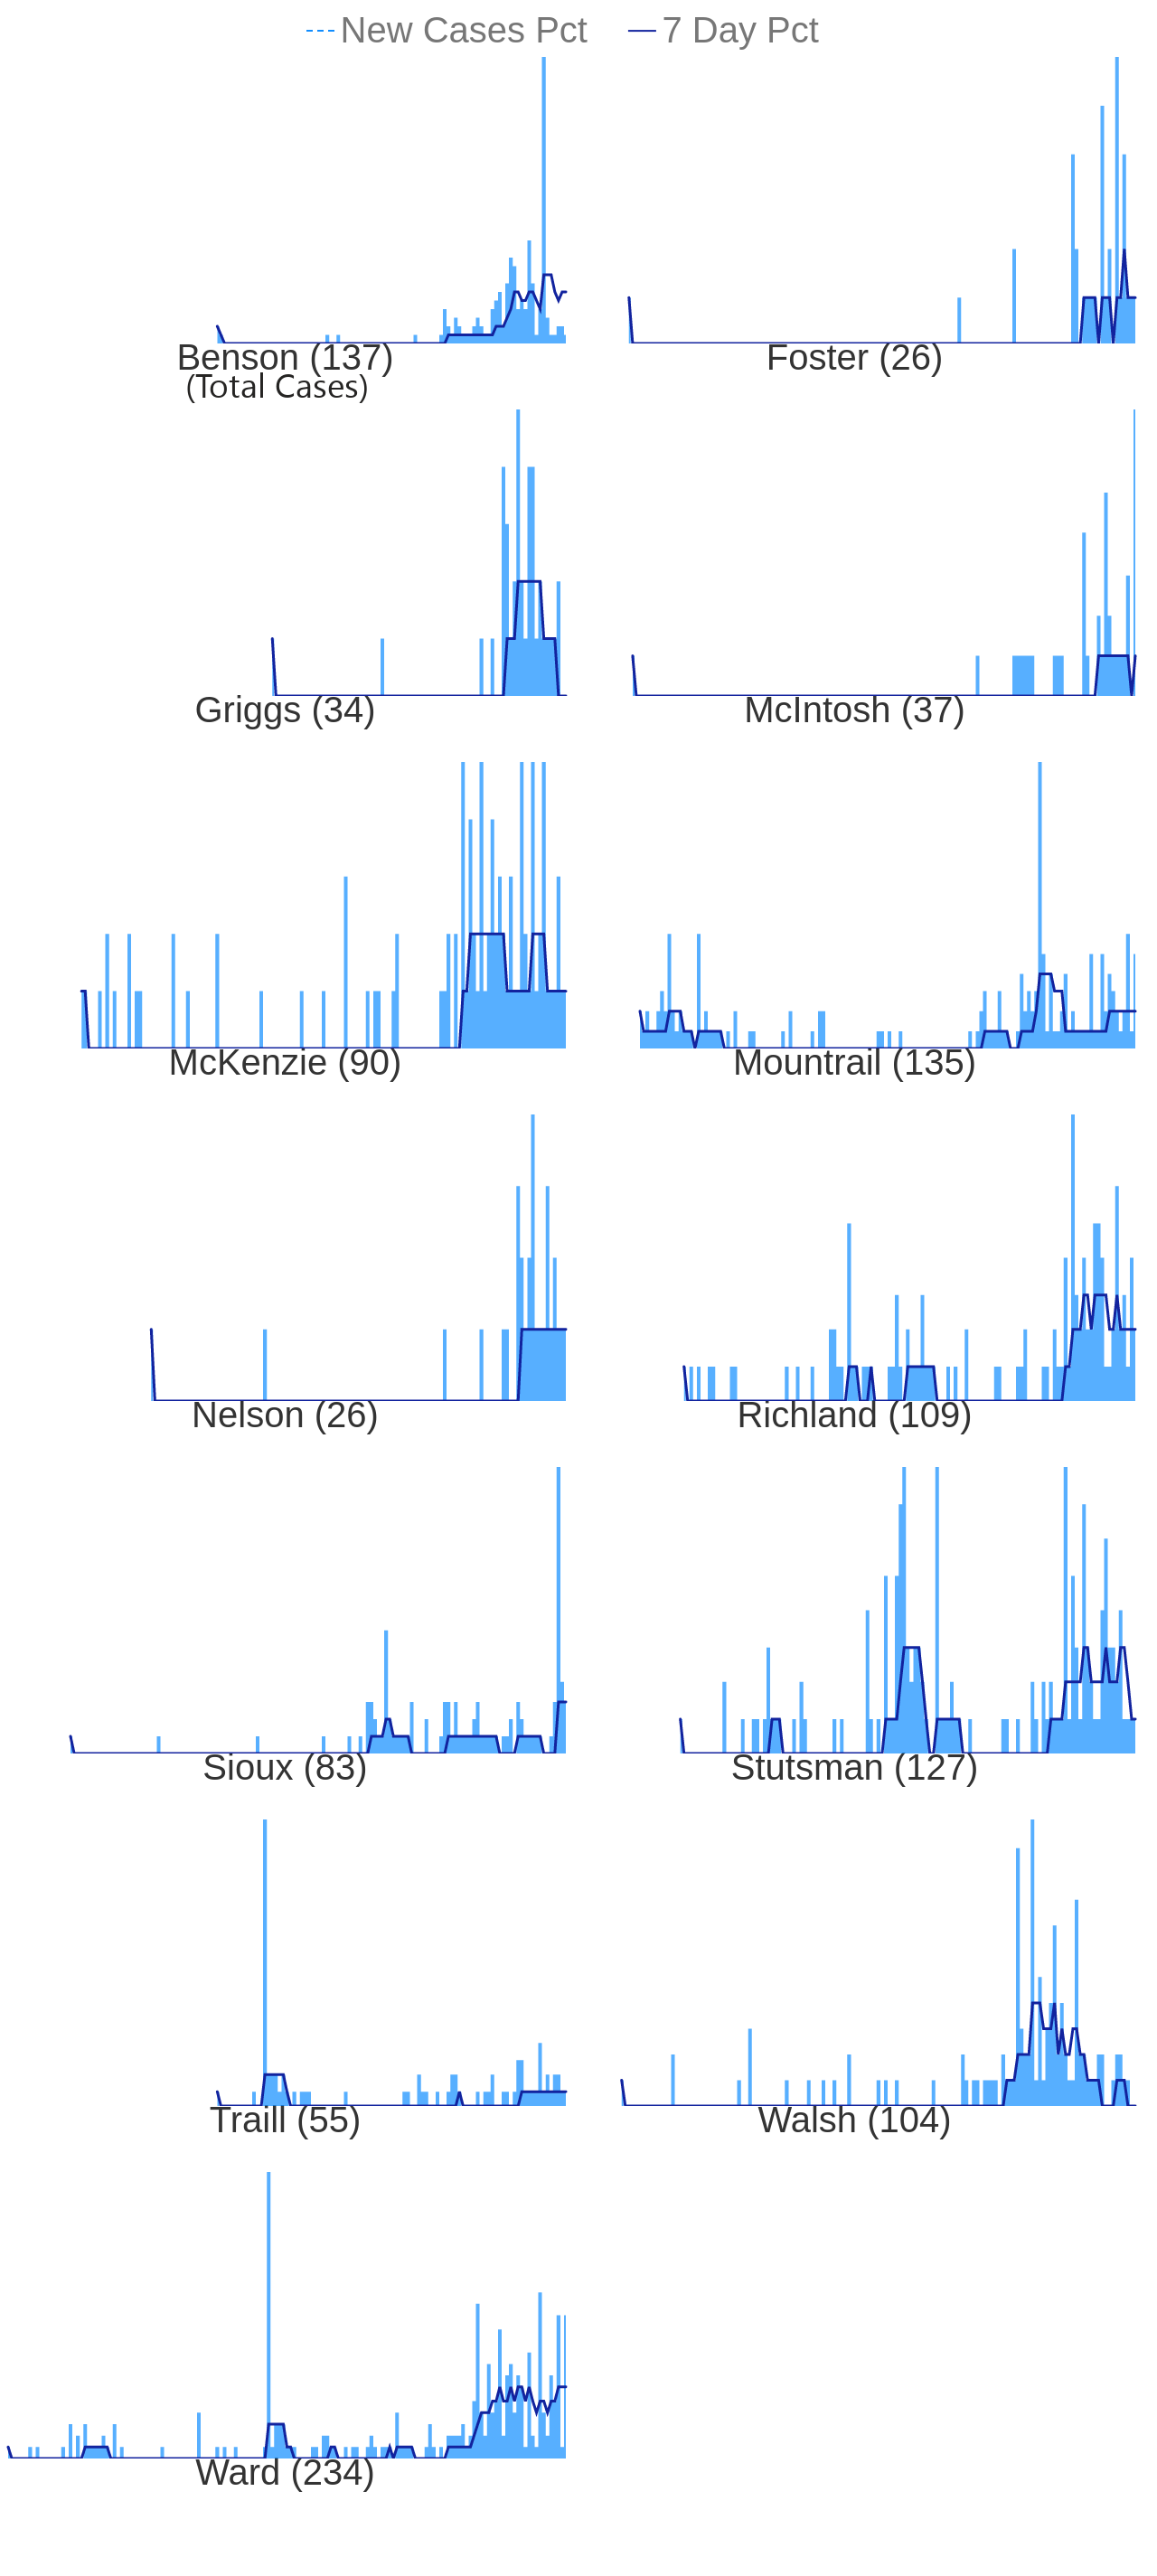 New Cases Pct 7 Day Pct
Benson (137) Foster (26)
(Total Cases)
Griggs (34) McIntosh (37)
McKenzie (90) Mountrail (135)
Nelson (26) Richland (109)
Sioux (83) Stutsman (127)
Traill (55) Walsh (104)
Ward (234)